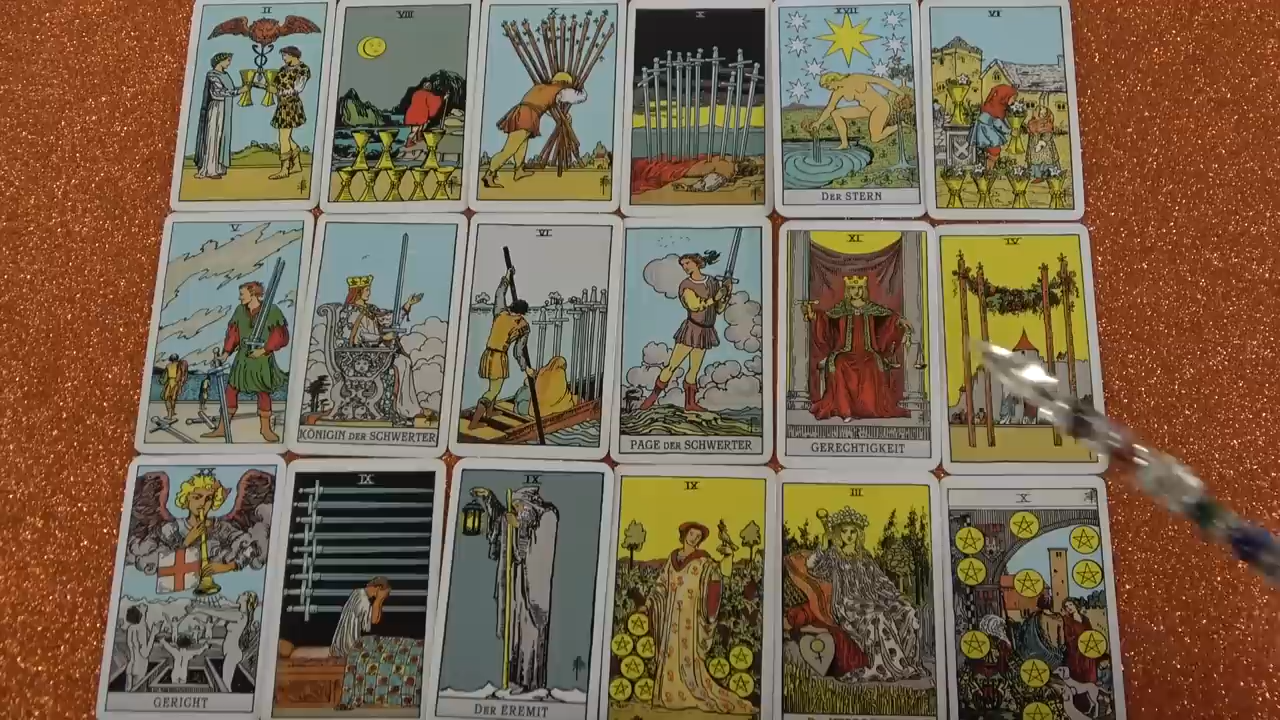 II
VIII
X
X
XVII
VI
DER STERN
V
VI
XI
IV
KÖNIGIN DER SCHWERTER
PAGE DER SCHWERTER
GERECHTIGKEIT
XX
IX
IX
IX
III
X
GERICHT
DER EREMIT